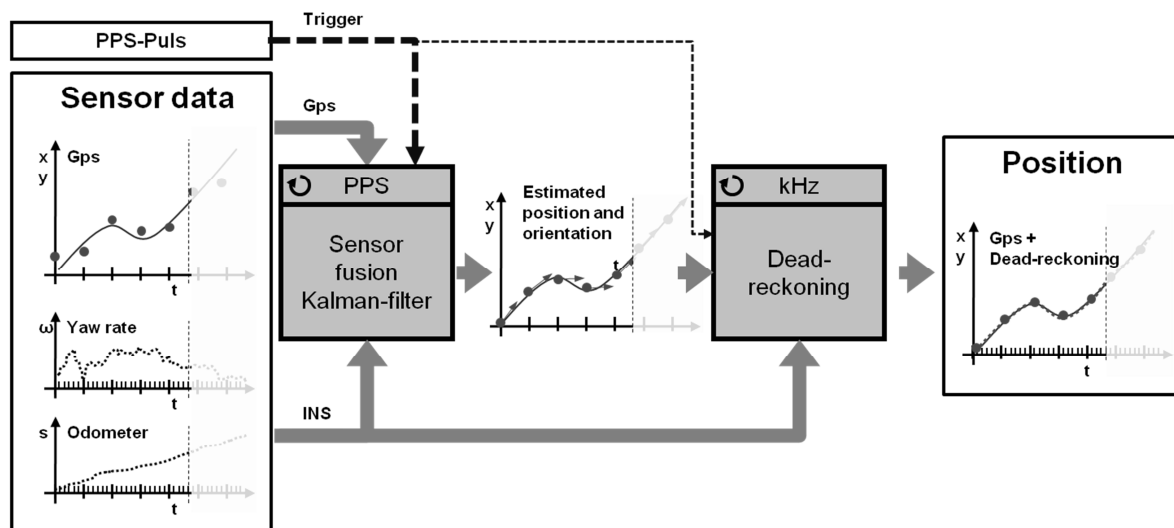 PPS-Puls
Trigger
Sensor data
Gps
x
y
Gps
t
ω
Yaw rate
t
s
Odometer
t
INS
PPS
Sensor
fusion
Kalman-filter
x
y
Estimated
position and
orientation
t
t
kHz
Dead-
reckoning
Position
x
y
Gps +
Dead-reckoning
t